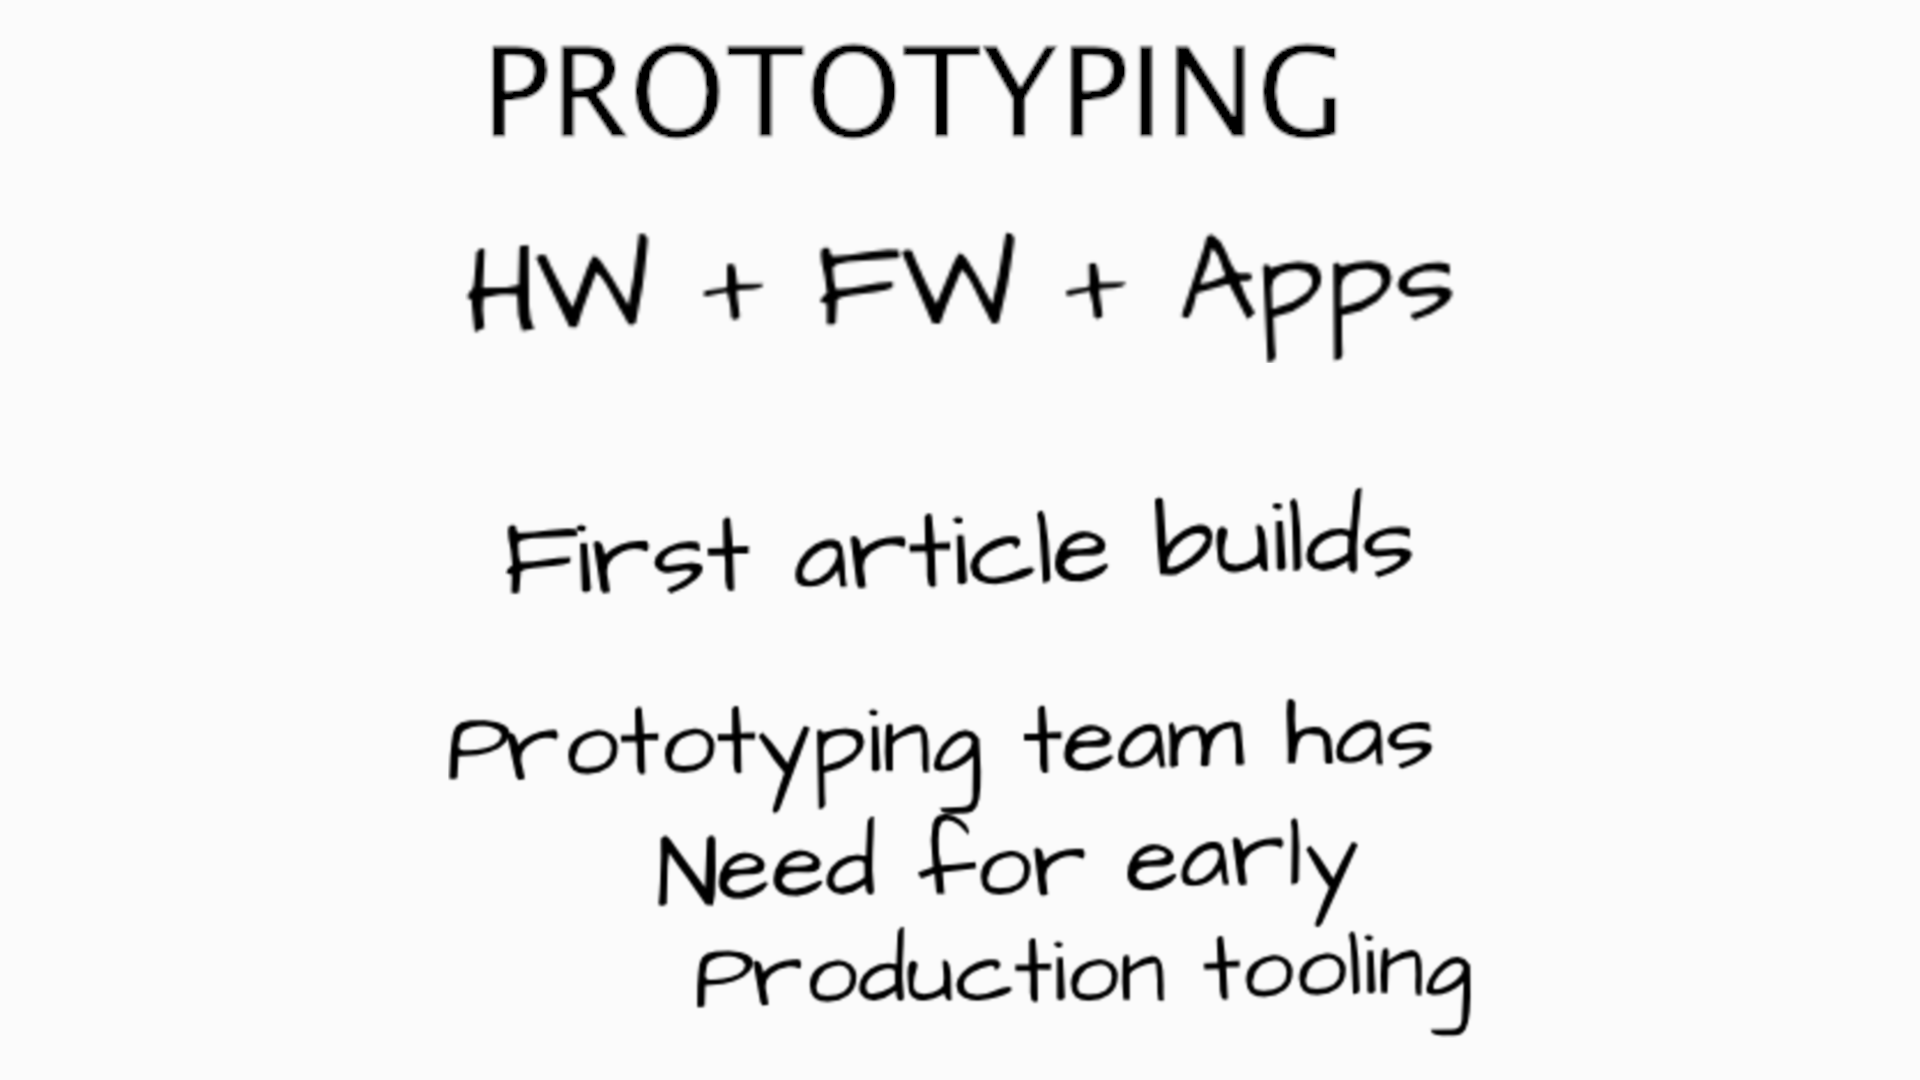 PROTOTYPING
HW + FW + Apps
First article builds
Prototyping team has
Need for early
Production tooling